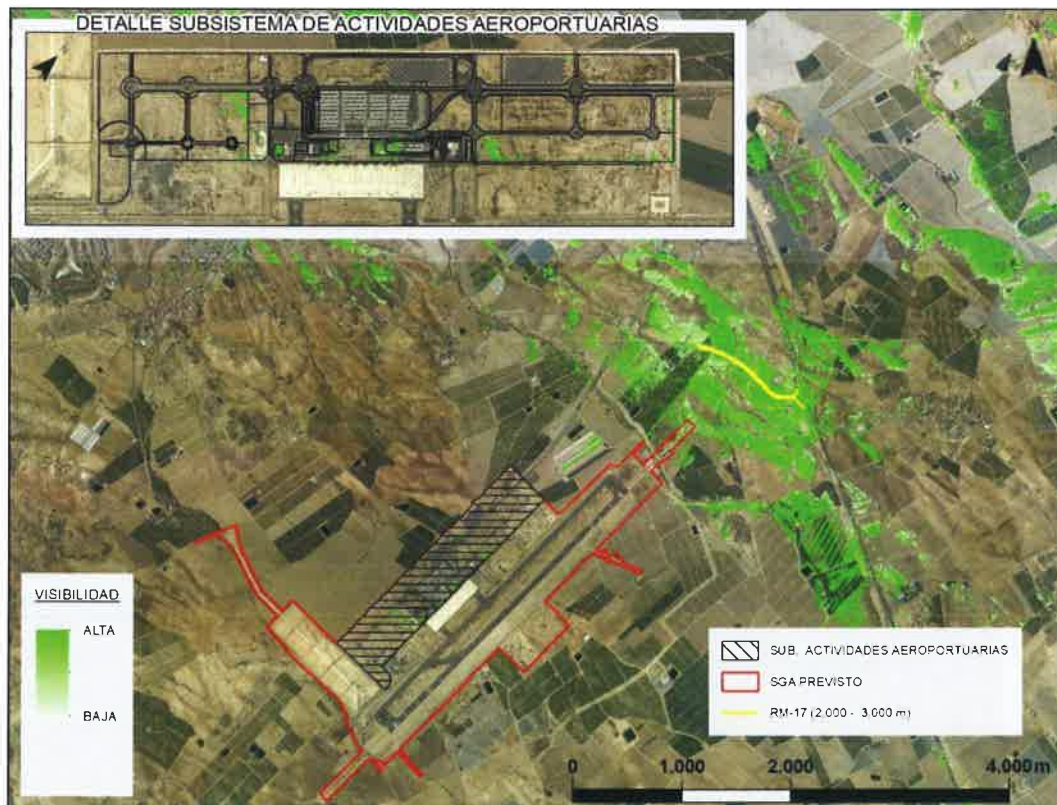 DETALLE SUBSISTEMA DE ACTIVIDADES AEROPORTUARIAS
N
VISIBILIDAD
ALTA
BAJA
SUB. ACTIVIDADES AEROPORTUARIAS
SGA PREVISTO
RM-17 (2,000 - 3,000 m)
0 1.000 2.000 4.000 m